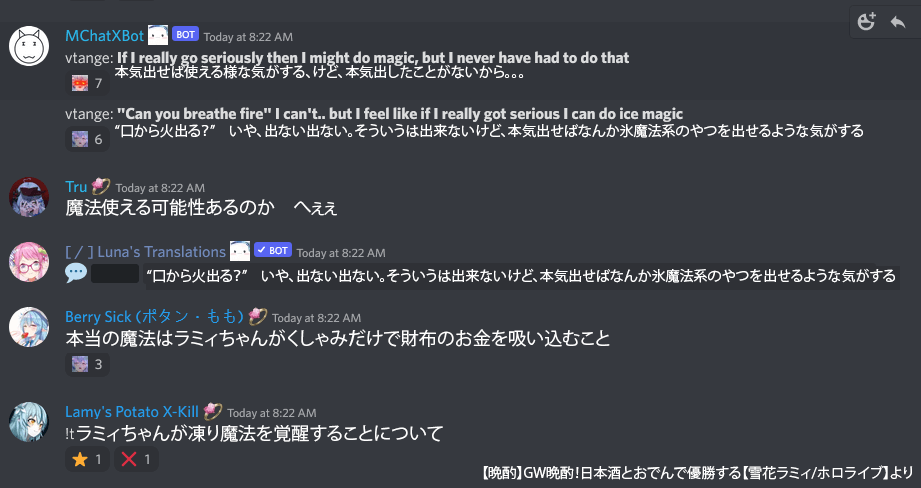 MChatXBot BOT Today at 8:22 AM
vtange: If I really go seriously then I might do magic, but I never have had to do that
本気出せば使える様な気がする、けど、本気出したことがないから。。。
7
vtange: "Can you breathe fire" I can't.. but I feel like if I really got serious I can do ice magic
“口から火出る？” いや、出ない出ない。そういうは出来ないけど、本気出せばなんか氷魔法系のやつを出せるような気がする
6
Tru Today at 8:22 AM
魔法使える可能性あるのか　へぇぇ
[ / ] Luna's Translations ✓ BOT Today at 8:22 AM
“口から火出る？” いや、出ない出ない。そういうは出来ないけど、本気出せばなんか氷魔法系のやつを出せるような気がする
Berry Sick (ボタン・もも) Today at 8:22 AM
本当の魔法はラミィちゃんがくしゃみだけで財布のお金を吸い込むこと
3
Lamy's Potato X-Kill Today at 8:22 AM
!tラミィちゃんが凍り魔法を覚醒することについて
1 1
【晩酌】GW晩酌！日本酒とおでんで優勝する【雪花ラミィ/ホロライブ】より